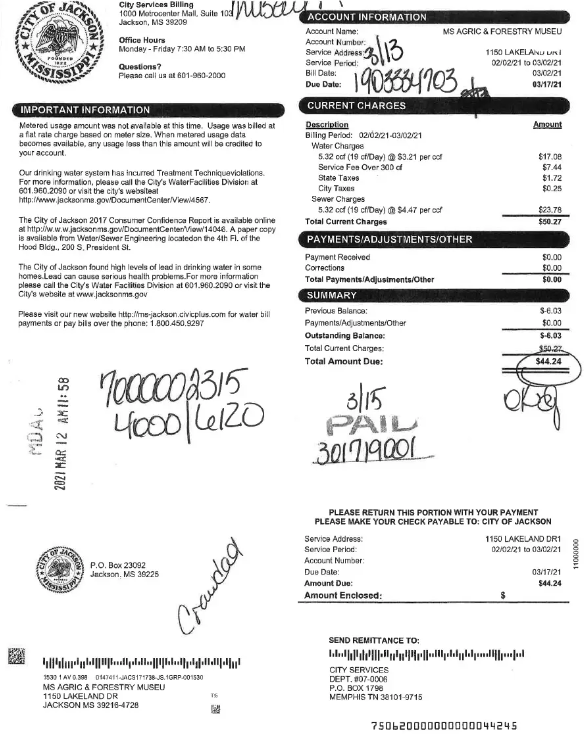 CITY OF JACKSON
FOUNDED
1822
MISSISSIPPI
City Services Billing
1000 Metrocenter Mall, Suite 103
Jackson, MS 39209
Office Hours
Monday - Friday 7:30 AM to 5:30 PM
Questions?
Please call us at 601-960-2000
IMPORTANT INFORMATION
Metered usage amount was not available at this time. Usage was billed at
a flat rate charge based on meter size. When metered usage data
becomes available, any usage less than this amount will be credited to
your account.
Our drinking water system has incurred Treatment Techniqueviolations.
For more information, please call the City's WaterFacilities Division at
601.960.2090 or visit the city's websiteat
http://www.jacksonms.gov/DocumentCenter/View/4567.
The City of Jackson 2017 Consumer Confidence Report is available online
at http://w.w.w.jacksonms.gov/DocumentCenter/View/14046. A paper copy
is available from Water/Sewer Engineering locatedon the 4th Fl. of the
Hood Bldg., 200 S, President St.
The City of Jackson found high levels of lead in drinking water in some
homes.Lead can cause serious health problems.For more information
please call the City's Water Facilities Division at 601.960.2090 or visit the
City's website at www.jacksonms.gov
Please visit our new website http://ms-jackson.civicplus.com for water bill
payments or pay bills over the phone: 1.800.450.9297
ACCOUNT INFORMATION
Account Name: MS AGRIC & FORESTRY MUSEU
Account Number:
Service Address: 1150 LAKELAND DR1
Service Period: 02/02/21 to 03/02/21
Bill Date: 03/02/21
Due Date: 03/17/21
3/13
1903334703
CURRENT CHARGES
Description Amount
Billing Period: 02/02/21-03/02/21
Water Charges
5.32 ccf (19 cf/Day) @ $3.21 per ccf $17.08
Service Fee Over 300 cf $7.44
State Taxes $1.72
City Taxes $0.25
Sewer Charges
5.32 ccf (19 cf/Day) @ $4.47 per ccf $23.78
Total Current Charges $50.27
PAYMENTS/ADJUSTMENTS/OTHER
Payment Received $0.00
Corrections $0.00
Total Payments/Adjustments/Other $0.00
SUMMARY
Previous Balance: $-6.03
Payments/Adjustments/Other $0.00
Outstanding Balance: $-6.03
Total Current Charges: $50.27
Total Amount Due: $44.24
MDAC
2021 MAR 12 AM 11:58
7000002315
4000/6120
3/15
PAID
301719001
PLEASE RETURN THIS PORTION WITH YOUR PAYMENT
PLEASE MAKE YOUR CHECK PAYABLE TO: CITY OF JACKSON
CITY OF JACKSON
MISSISSIPPI
P.O. Box 23092
Jackson, MS 39225
Service Address: 1150 LAKELAND DR1
Service Period: 02/02/21 to 03/02/21
Account Number:
Due Date: 03/17/21
Amount Due: $44.24
Amount Enclosed: $
11000000
1530 1 AV 0.398 0147411-JACS171738-JS.1GRP-001530
MS AGRIC & FORESTRY MUSEU
1150 LAKELAND DR
JACKSON MS 39216-4728
SEND REMITTANCE TO:
CITY SERVICES
DEPT. #07-0006
P.O. BOX 1798
MEMPHIS TN 38101-9715
75062000000000044245